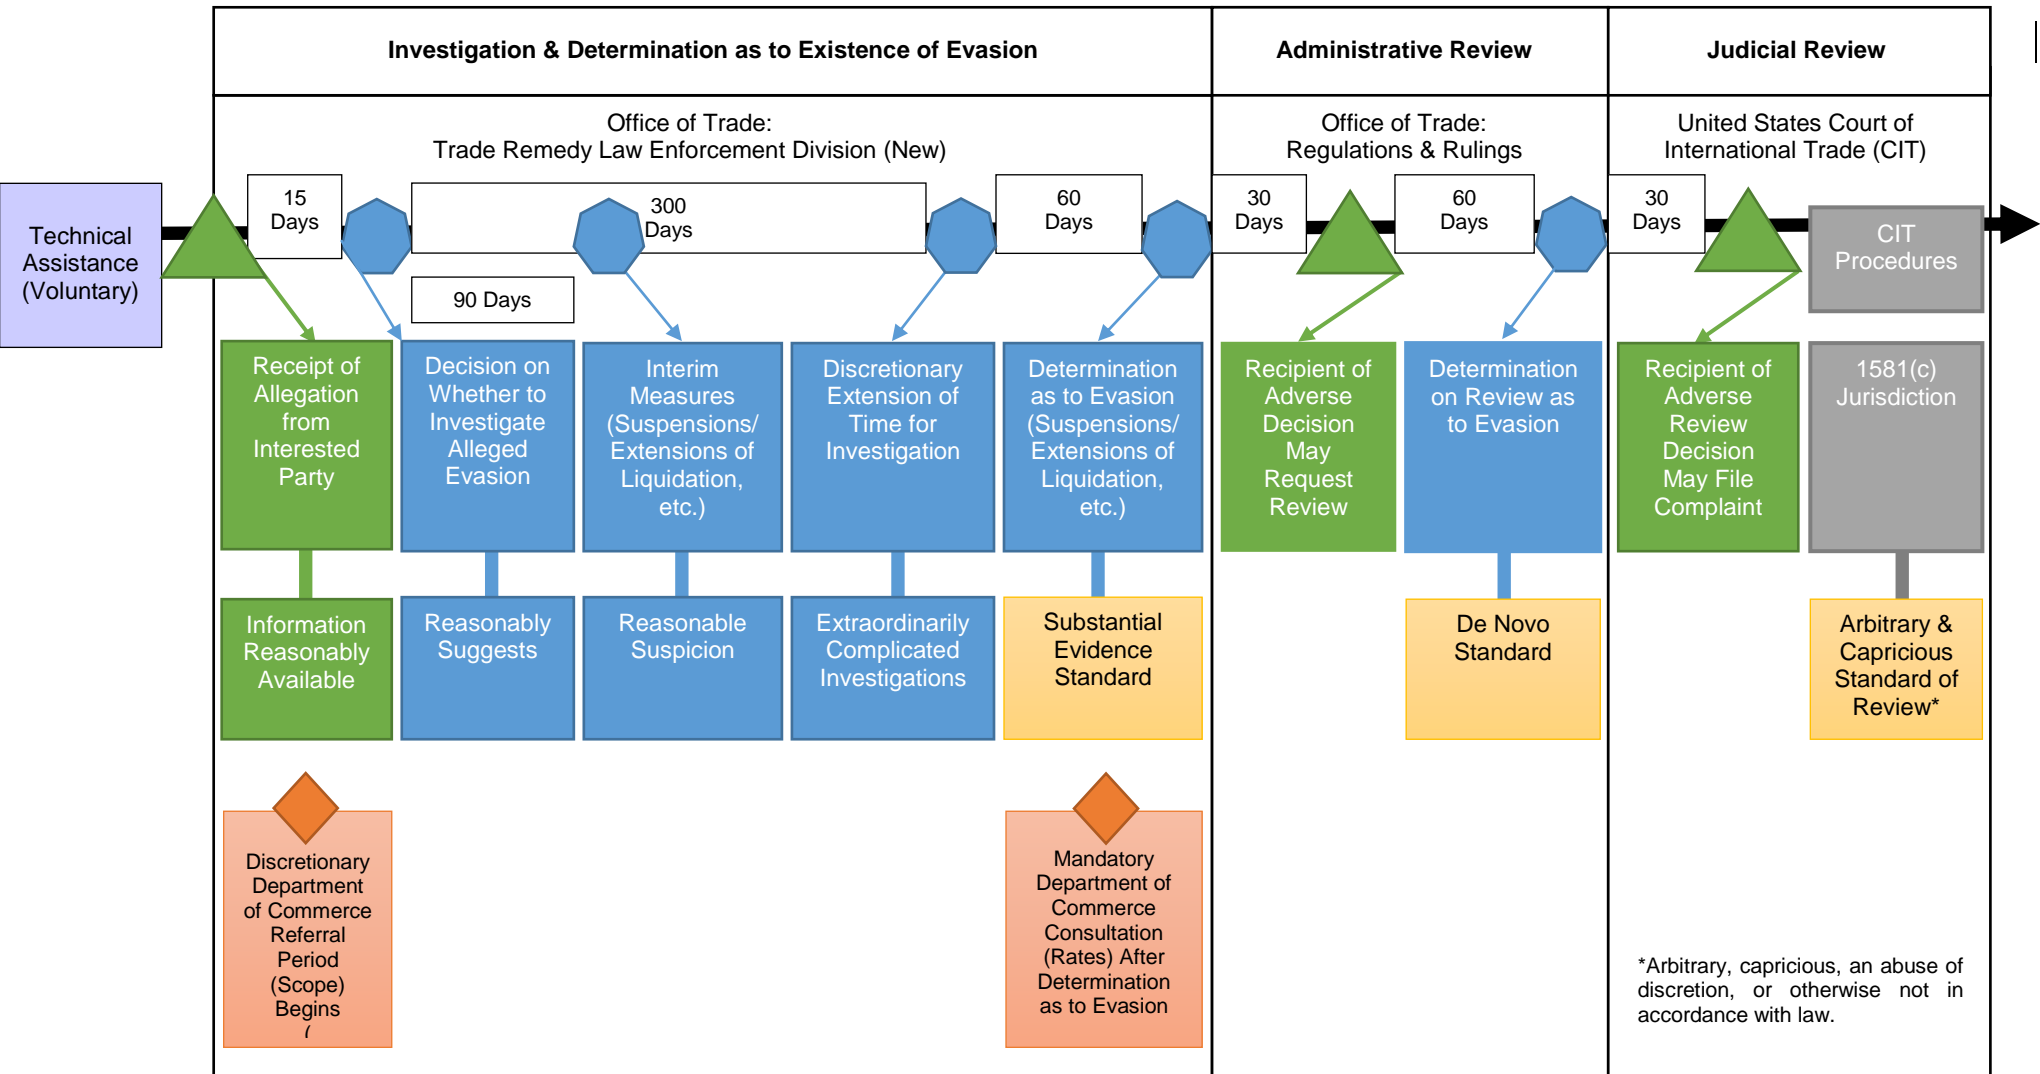 Investigation & Determination as to Existence of Evasion
Administrative Review
Judicial Review
Office of Trade:
Trade Remedy Law Enforcement Division (New)
Office of Trade:
Regulations & Rulings
United States Court of
International Trade (CIT)
Technical
Assistance
(Voluntary)
15
Days
300
Days
90 Days
60
Days
30
Days
60
Days
30
Days
CIT
Procedures
Receipt of
Allegation
from
Interested
Party
Decision on
Whether to
Investigate
Alleged
Evasion
Interim
Measures
(Suspensions/
Extensions of
Liquidation,
etc.)
Discretionary
Extension of
Time for
Investigation
Determination
as to Evasion
(Suspensions/
Extensions of
Liquidation,
etc.)
Recipient of
Adverse
Decision
May
Request
Review
Determination
on Review as
to Evasion
Recipient of
Adverse
Review
Decision
May File
Complaint
1581(c)
Jurisdiction
Information
Reasonably
Available
Reasonably
Suggests
Reasonable
Suspicion
Extraordinarily
Complicated
Investigations
Substantial
Evidence
Standard
De Novo
Standard
Arbitrary &
Capricious
Standard of
Review*
Discretionary
Department
of Commerce
Referral
Period
(Scope)
Begins
(
Mandatory
Department of
Commerce
Consultation
(Rates) After
Determination
as to Evasion
*Arbitrary, capricious, an abuse of
discretion, or otherwise not in
accordance with law.